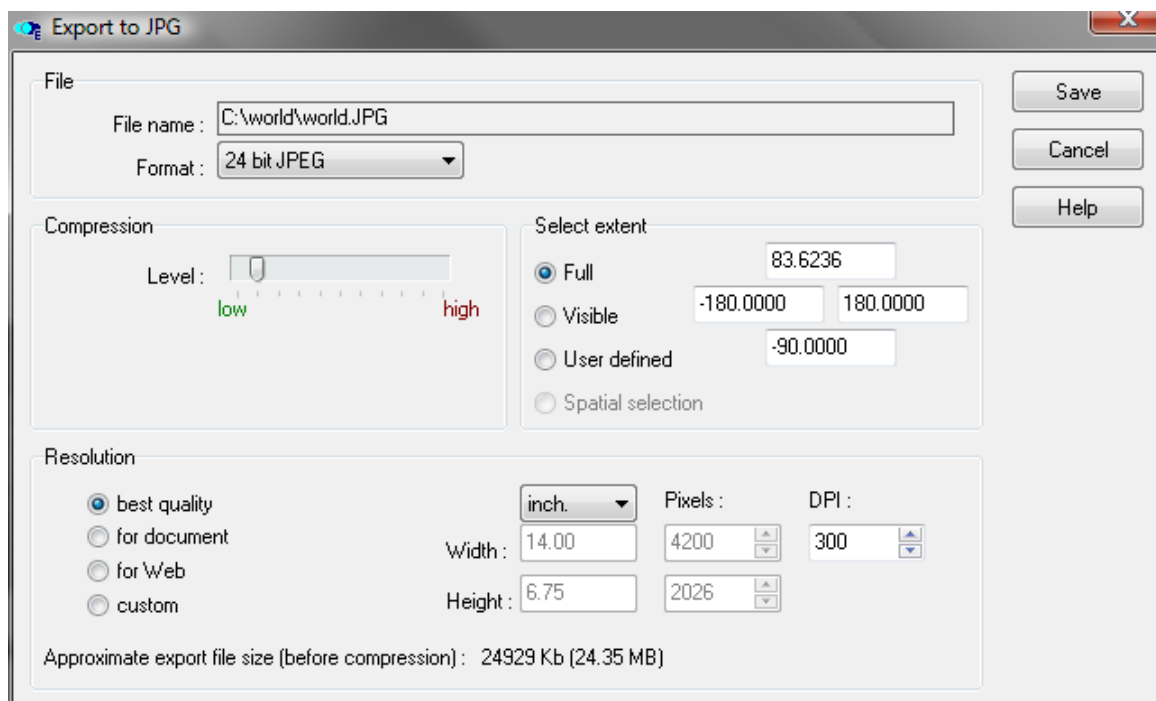 Export to JPG
X
File
File name : C:\world\world.JPG
Save
Format : 24 bit JPEG
Cancel
Help
Compression
Level :
low high
Select extent
Full
83.6236
Visible
-180.0000 180.0000
User defined
-90.0000
Spatial selection
Resolution
best quality
for document
for Web
custom
inch. Pixels : DPI :
Width : 14.00 4200 300
Height : 6.75 2026
Approximate export file size (before compression) : 24929 Kb (24.35 MB)